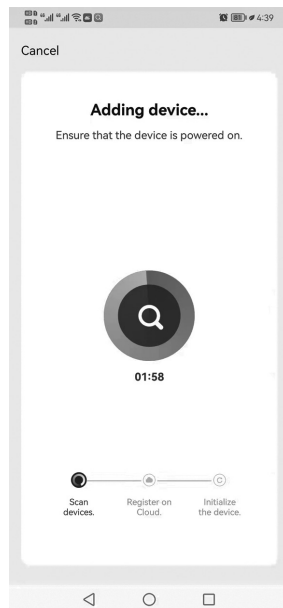 4:39
Cancel
Adding device...
Ensure that the device is powered on.
01:58
Scan
devices.
Register on
Cloud.
Initialize
the device.